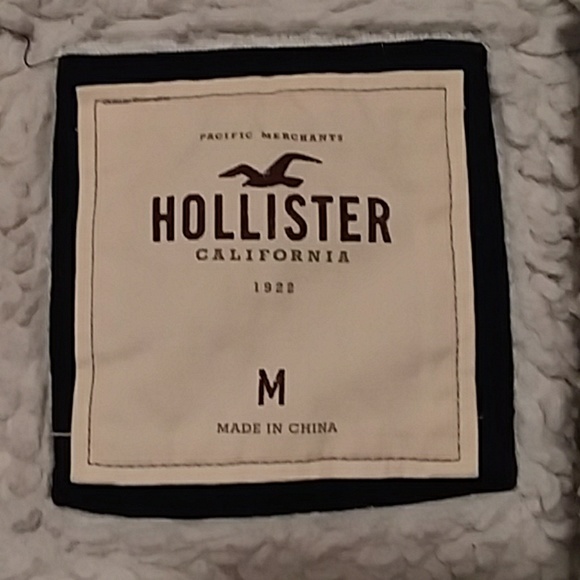 PACIFIC MERCHANTS
HOLLISTER
CALIFORNIA
1922
M
MADE IN CHINA